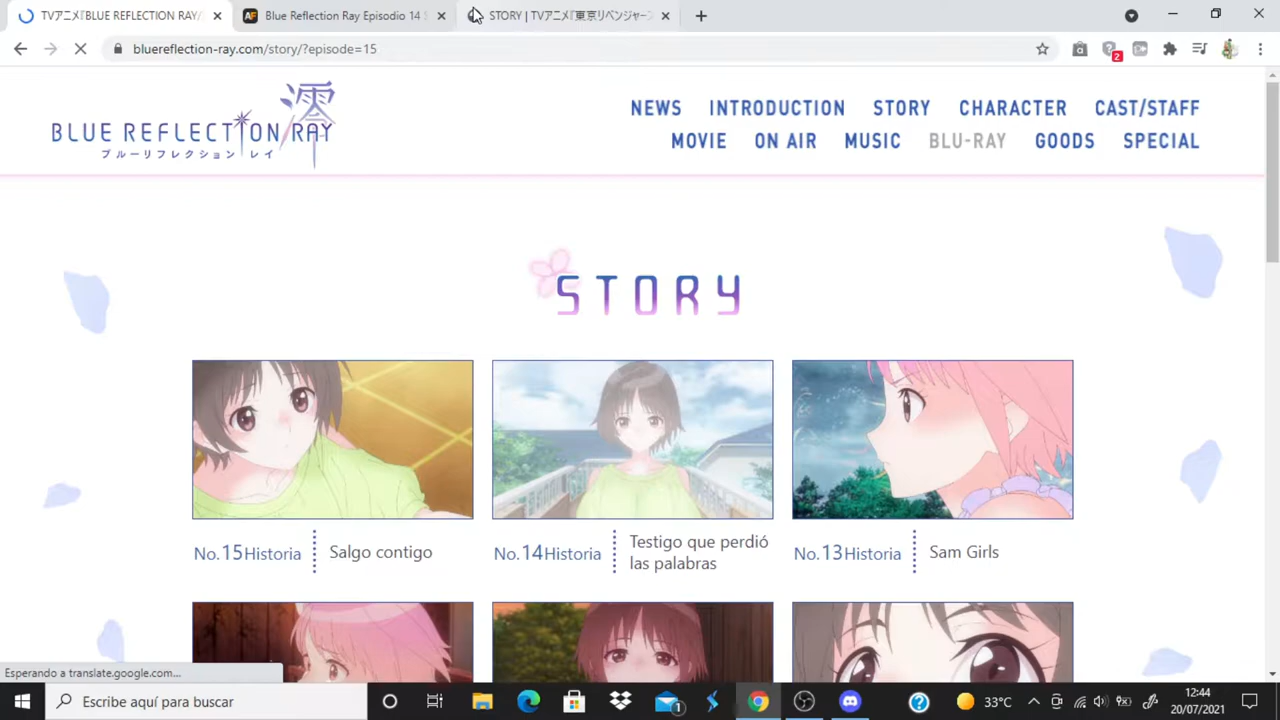 TVアニメ『BLUE REFLECTION RAY/
Blue Reflection Ray Episodio 14 S
STORY | TVアニメ『東京リベンジャーズ
bluereflection-ray.com/story/?episode=15
2
澪
BLUE REFLECTION RAY
ブルーリフレクション レイ
NEWS INTRODUCTION STORY CHARACTER CAST/STAFF
MOVIE ON AIR MUSIC BLU-RAY GOODS SPECIAL
STORY
No.15Historia Salgo contigo
No.14Historia Testigo que perdió
las palabras
No.13Historia Sam Girls
Esperando a translate.google.com...
Escribe aquí para buscar
1
33°C
12:44
20/07/2021